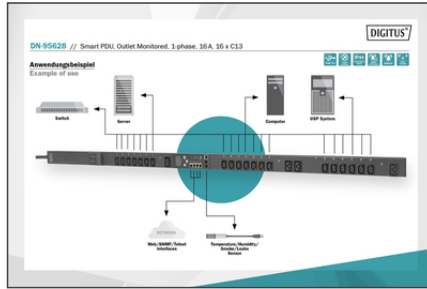 DIGITUS®
DN-95628 // Smart PDU, Outlet Monitored, 1-phase, 16 A, 16 x C13
Anwendungsbeispiel
Example of use
Switch
Server
Computer
USP System
NETWORK
Web/SNMP/Telnet
Interfaces
Temperature/Humidity/
Smoke/Leaks
Sensor